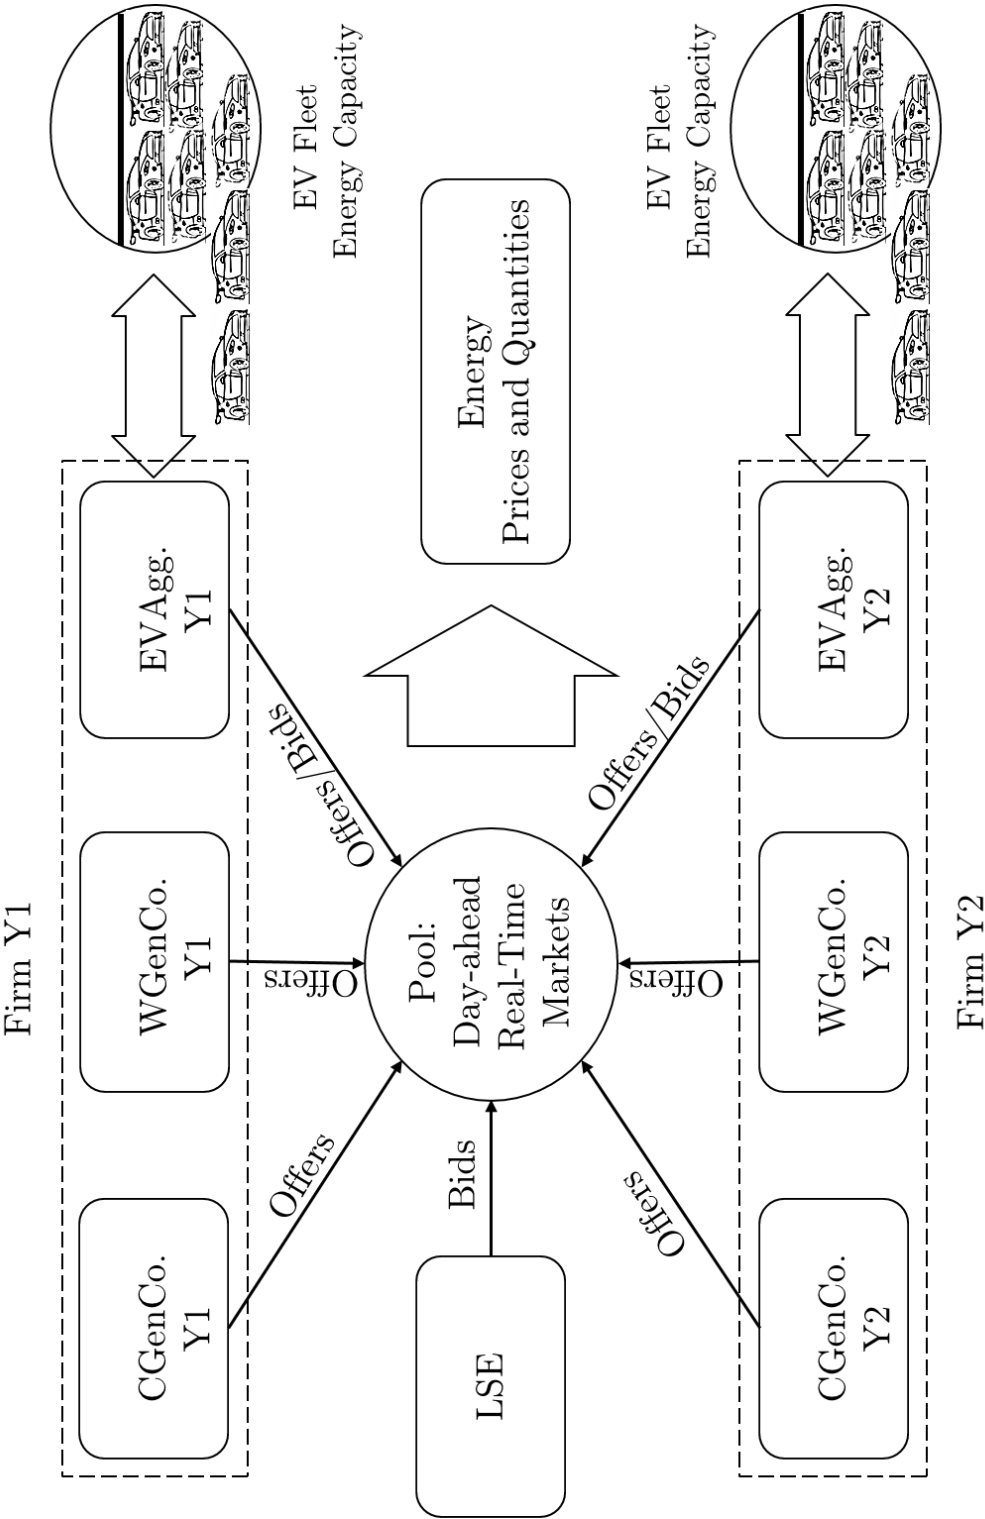 Firm Y1
CGenCo.
Y1
WGenCo.
Y1
EVAgg.
Y1
EV Fleet
Energy Capacity
Offers
Offers
Offers/Bids
LSE
Bids
Pool:
Day-ahead
Real-Time
Markets
Energy
Prices and Quantities
Offers
Offers
Offers/Bids
EV Fleet
Energy Capacity
CGenCo.
Y2
WGenCo.
Y2
EVAgg.
Y2
Firm Y2